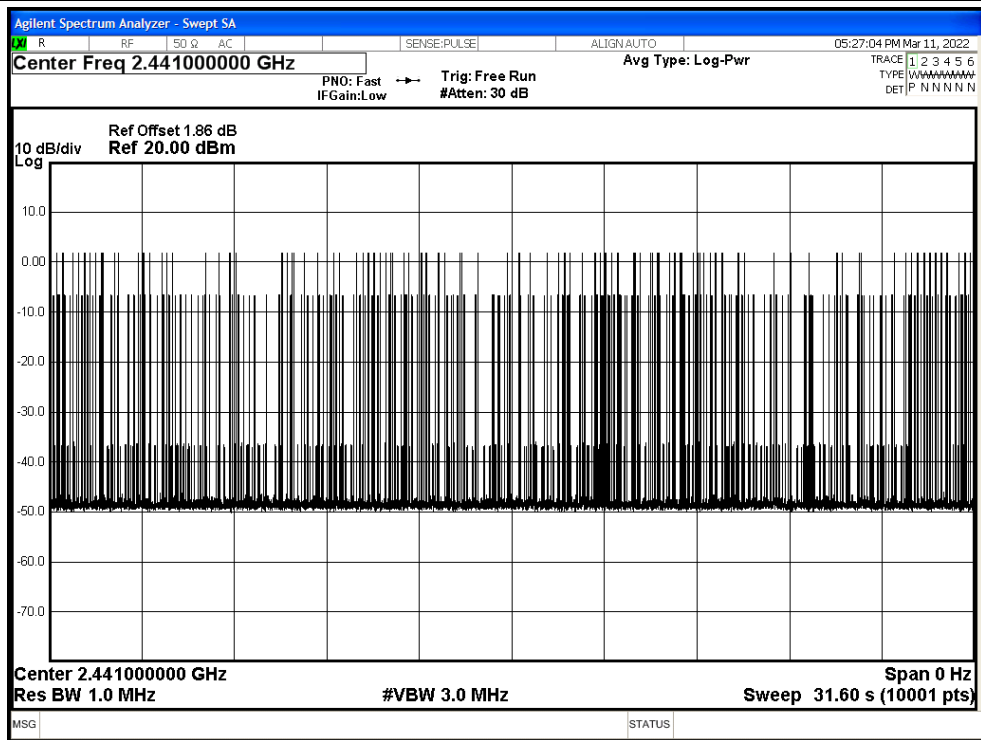 Agilent Spectrum Analyzer - Swept SA
LXI R RF 50 Ω AC SENSE:PULSE ALIGN AUTO 05:27:04 PM Mar 11, 2022
Center Freq 2.441000000 GHz Avg Type: Log-Pwr TRACE 1 2 3 4 5 6
PNO: Fast Trig: Free Run TYPE WWWWWW
IFGain:Low #Atten: 30 dB DET P N N N N N
Ref Offset 1.86 dB
10 dB/div Ref 20.00 dBm
Log
10.0
0.00
-10.0
-20.0
-30.0
-40.0
-50.0
-60.0
-70.0
Center 2.441000000 GHz Span 0 Hz
Res BW 1.0 MHz #VBW 3.0 MHz Sweep 31.60 s (10001 pts)
MSG STATUS